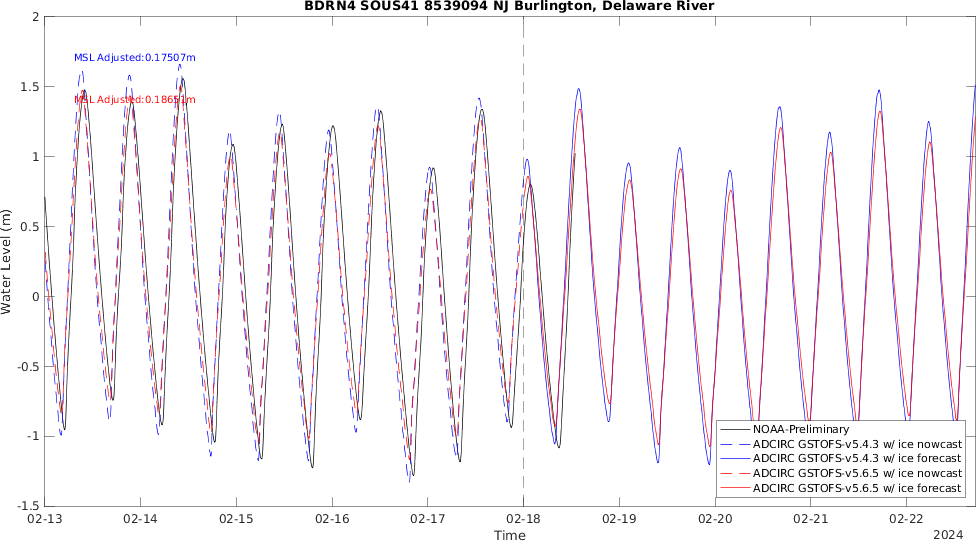 BDRN4 SOUS41 8539094 NJ Burlington, Delaware River
2
1.5
1
0.5
0
-0.5
-1
-1.5
Water Level (m)
MSL Adjusted:0.17507m
MSL Adjusted:0.18651m
NOAA-Preliminary
ADCIRC GSTOFS-v5.4.3 w/ ice nowcast
ADCIRC GSTOFS-v5.4.3 w/ ice forecast
ADCIRC GSTOFS-v5.6.5 w/ ice nowcast
ADCIRC GSTOFS-v5.6.5 w/ ice forecast
02-13 02-14 02-15 02-16 02-17 02-18 02-19 02-20 02-21 02-22
Time
2024